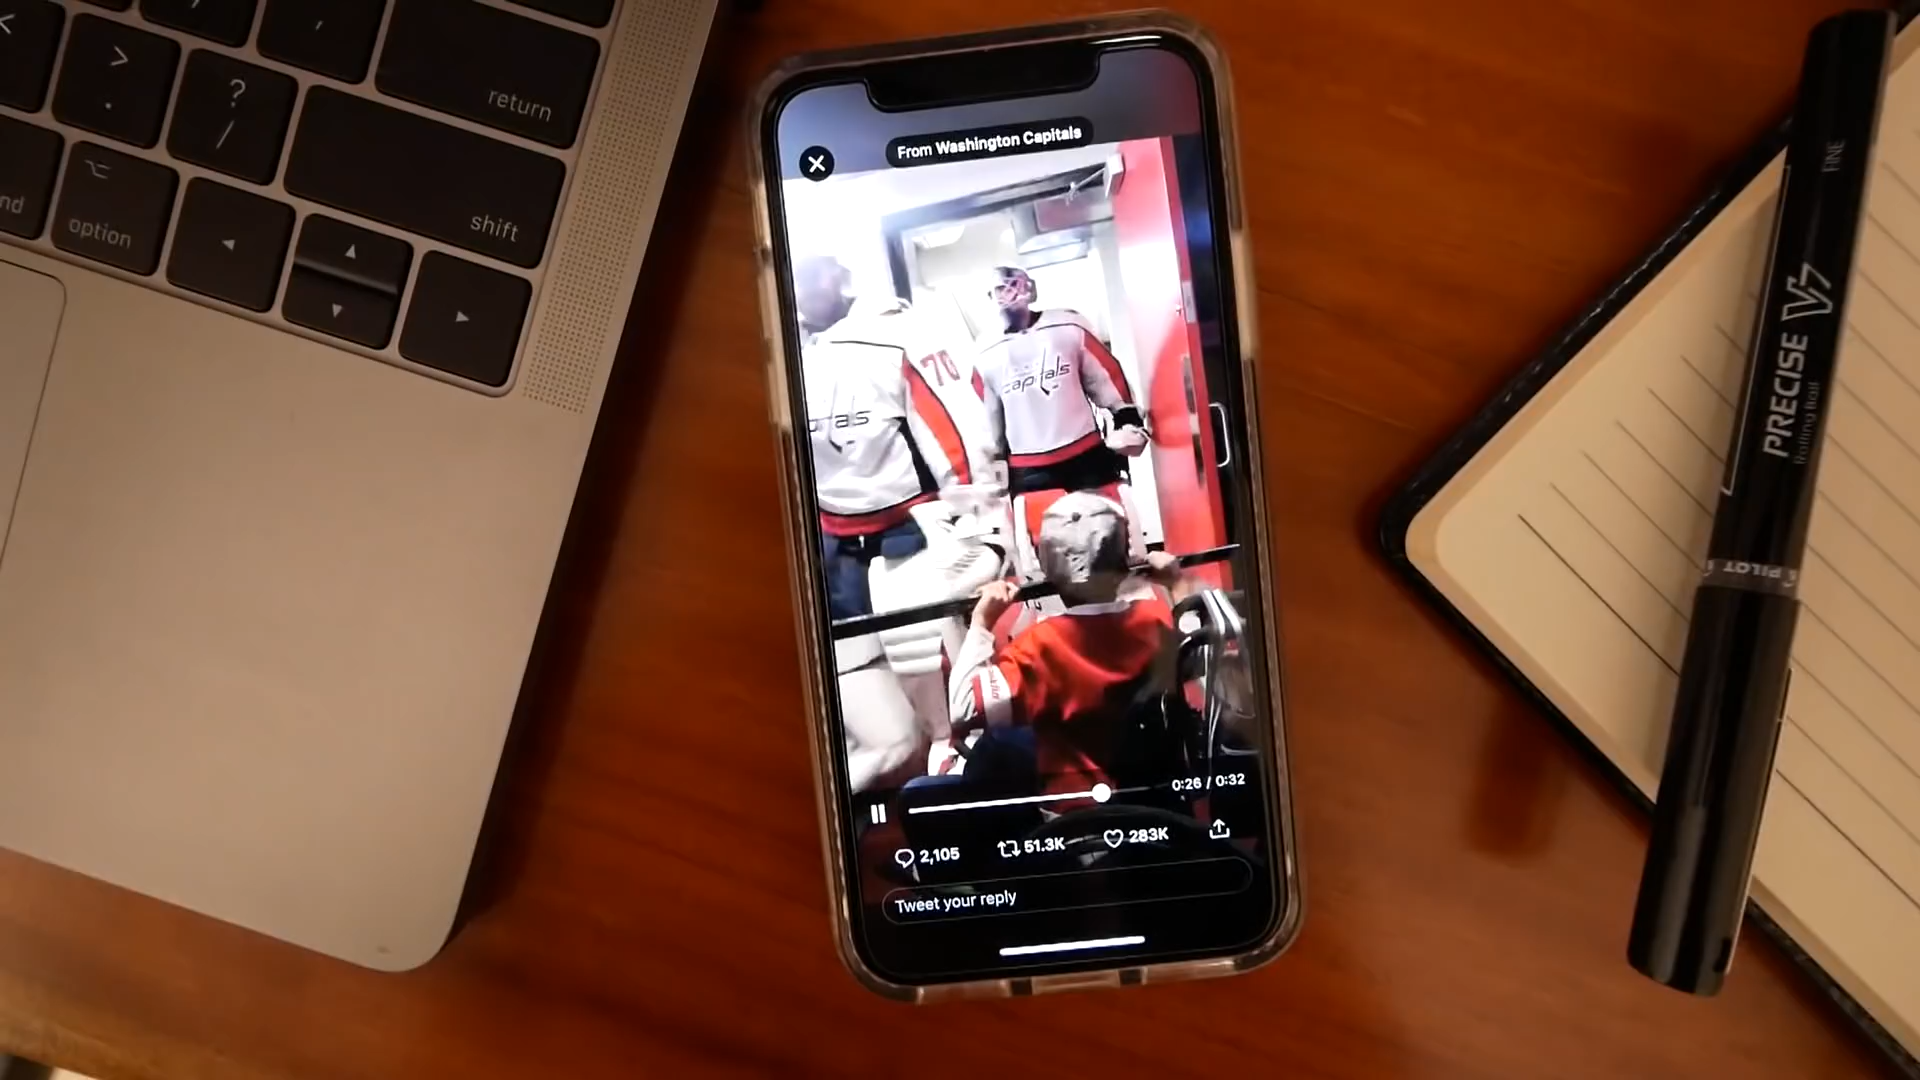 return
shift
option
nd
?
/
>
.
<
,
From Washington Capitals
capitals
70
als
0:26 / 0:32
2,105
51.3K
283K
Tweet your reply
PRECISE V7
Rolling Ball
FINE
PILOT